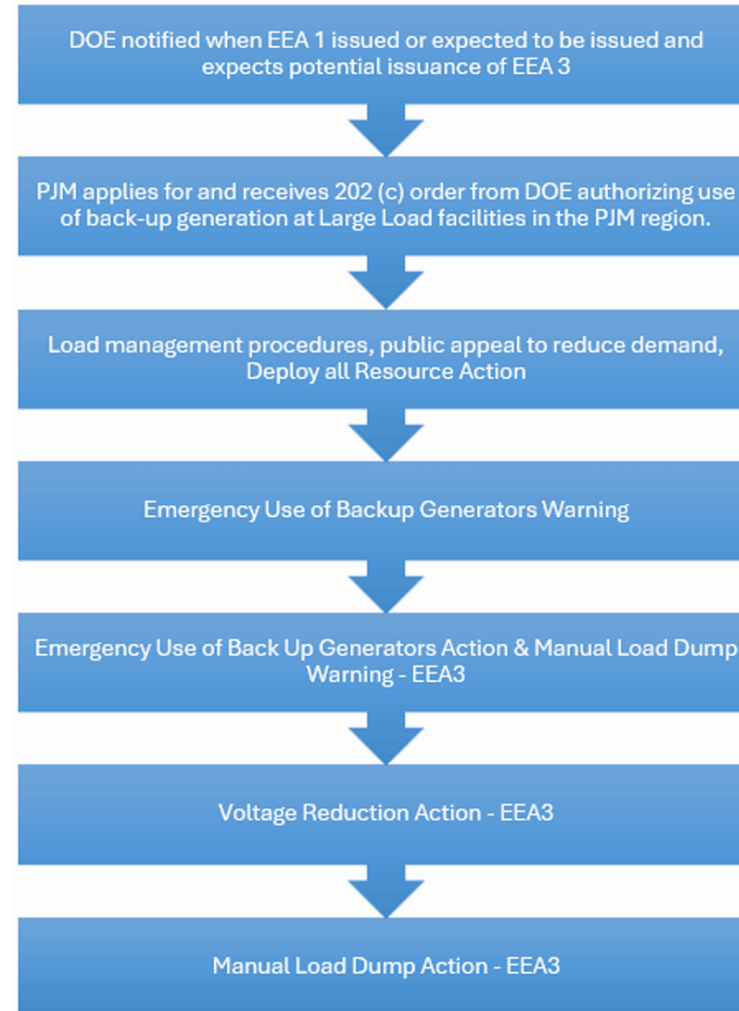 DOE notified when EEA 1 issued or expected to be issued and
expects potential issuance of EEA 3
PJM applies for and receives 202 (c) order from DOE authorizing use
of back-up generation at Large Load facilities in the PJM region.
Load management procedures, public appeal to reduce demand,
Deploy all Resource Action
Emergency Use of Backup Generators Warning
Emergency Use of Back Up Generators Action & Manual Load Dump
Warning - EEA3
Voltage Reduction Action - EEA3
Manual Load Dump Action - EEA3